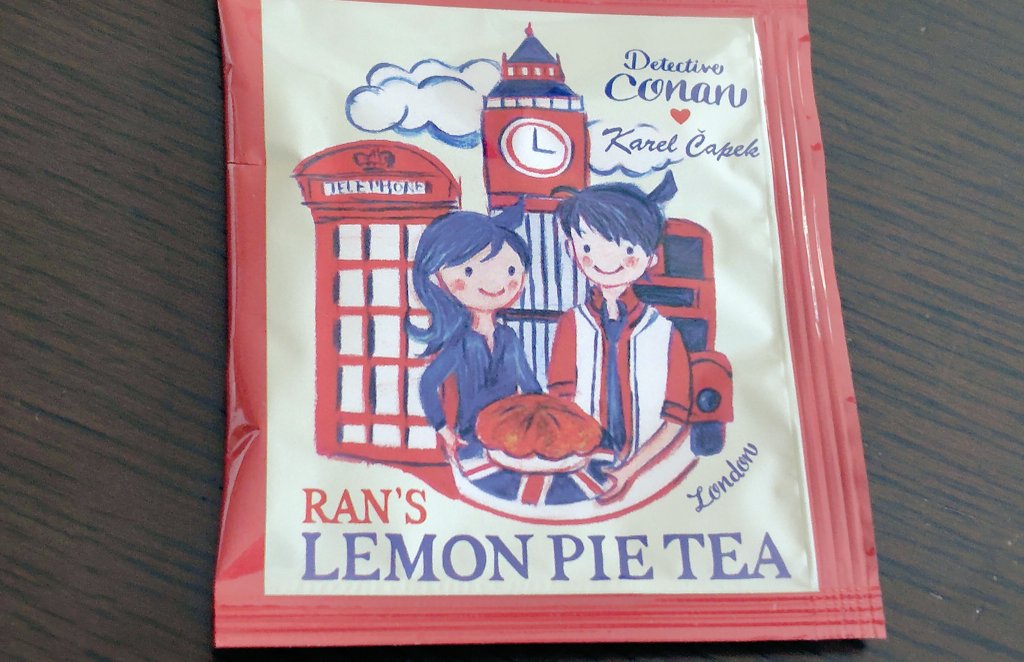 Detective
Conan
Karel Čapek
TELEPHONE
London
RAN'S
LEMON PIE TEA